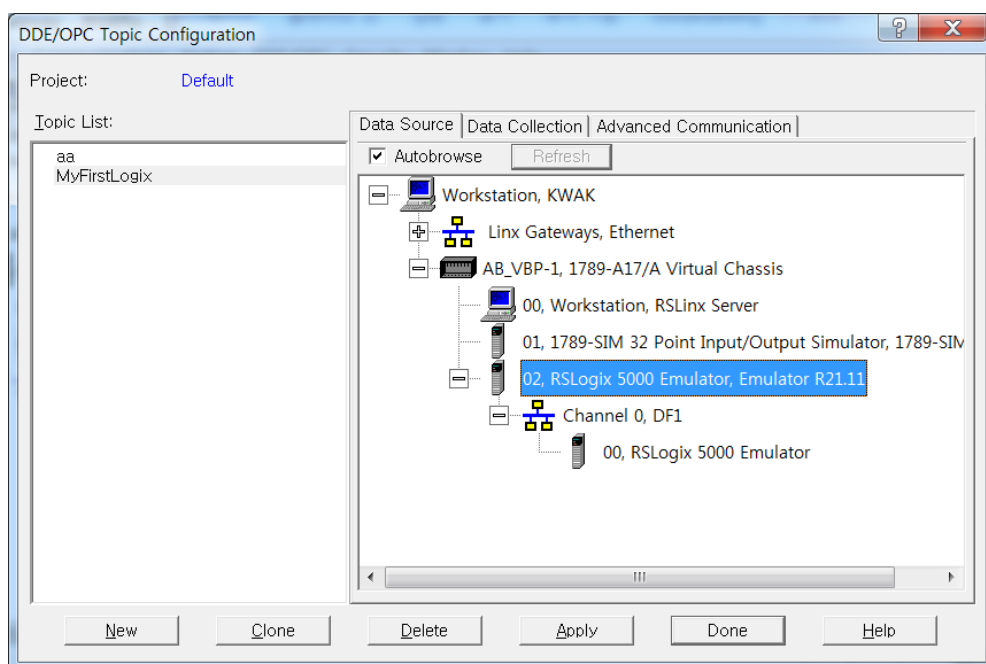 DDE/OPC Topic Configuration
Project: Default
Topic List:
aa
MyFirstLogix
Data Source Data Collection Advanced Communication
Autobrowse Refresh
Workstation, KWAK
Linx Gateways, Ethernet
AB_VBP-1, 1789-A17/A Virtual Chassis
00, Workstation, RSLinx Server
01, 1789-SIM 32 Point Input/Output Simulator, 1789-SIM
02, RSLogix 5000 Emulator, Emulator R21.11
Channel 0, DF1
00, RSLogix 5000 Emulator
New Clone Delete Apply Done Help